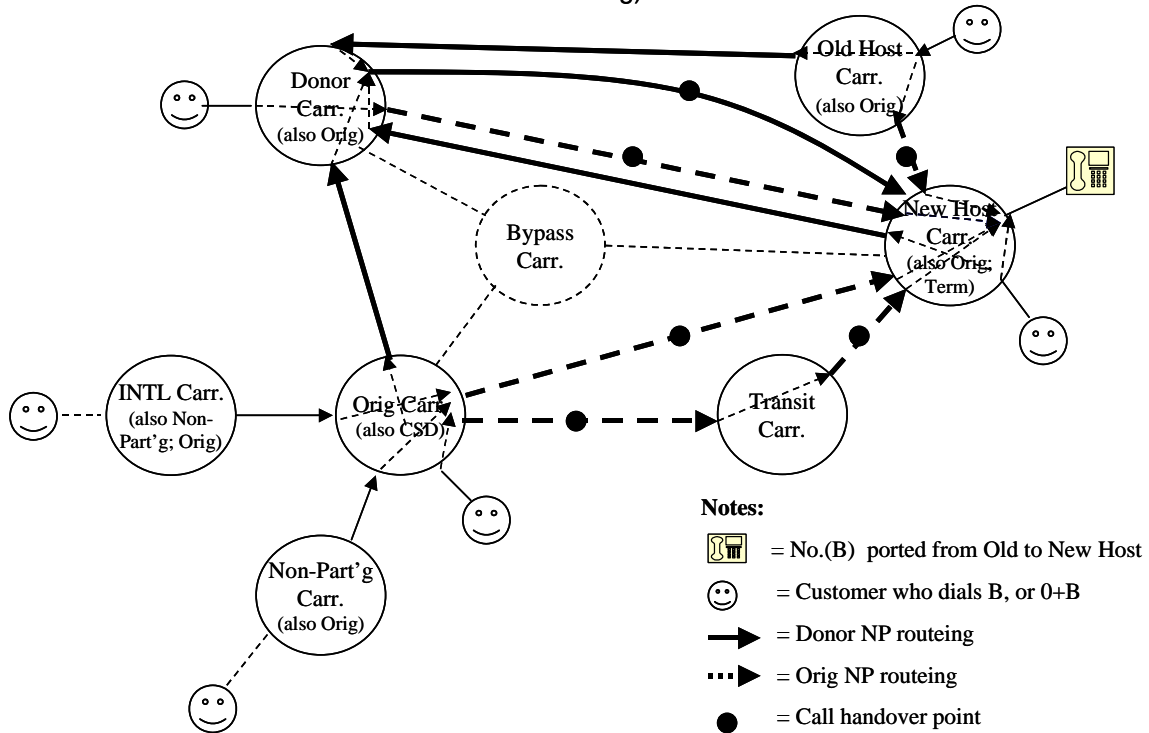 g)
Donor
Carr.
(also Orig)
Old Host
Carr.
(also Orig)
Bypass
Carr.
New Host
Carr.
(also Orig;
Term)
INTL Carr.
(also Non-
Part'g; Orig)
Orig Carr.
(also CSD)
Transit
Carr.
Non-Part'g
Carr.
(also Orig)
Notes:
= No.(B) ported from Old to New Host
= Customer who dials B, or 0+B
= Donor NP routeing
= Orig NP routeing
= Call handover point